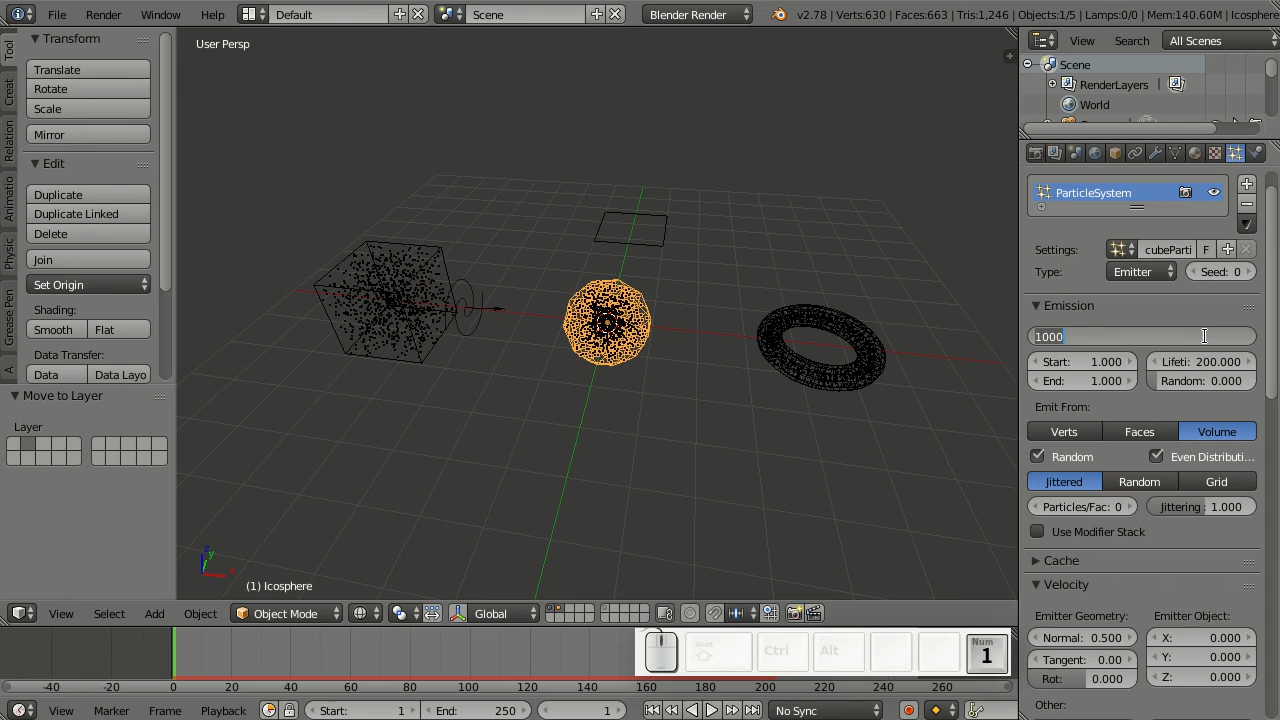 File Render Window Help Default Scene Blender Render v2.78 | Verts:630 | Faces:663 | Tris:1,246 | Objects:1/5 | Lamps:0/0 | Mem:140.60M | Icosphere
View Search All Scenes
Scene
RenderLayers |
World
Tool
Creat
Relation
Animatio
Physic
Grease Pen
A
Transform
Translate
Rotate
Scale
Mirror
Edit
Duplicate
Duplicate Linked
Delete
Join
Set Origin
Shading:
Smooth Flat
Data Transfer:
Data Data Layo
Move to Layer
Layer
User Persp
x
y
(1) Icosphere
ParticleSystem
Settings: cubeParti F
Type: Emitter Seed: 0
Emission
1000
Start: 1.000 Lifeti: 200.000
End: 1.000 Random: 0.000
Emit From:
Verts Faces Volume
Random Even Distributi...
Jittered Random Grid
Particles/Fac: 0 Jittering : 1.000
Use Modifier Stack
Cache
Velocity
Emitter Geometry: Emitter Object:
Normal: 0.500 X: 0.000
Tangent: 0.00 Y: 0.000
Rot: 0.000 Z: 0.000
Other:
View Select Add Object Object Mode Global
Shift Ctrl Alt Num 1
-40 -20 0 20 40 60 80 100 120 140 160 180 200 220 240 260
View Marker Frame Playback Start: 1 End: 250 1 No Sync